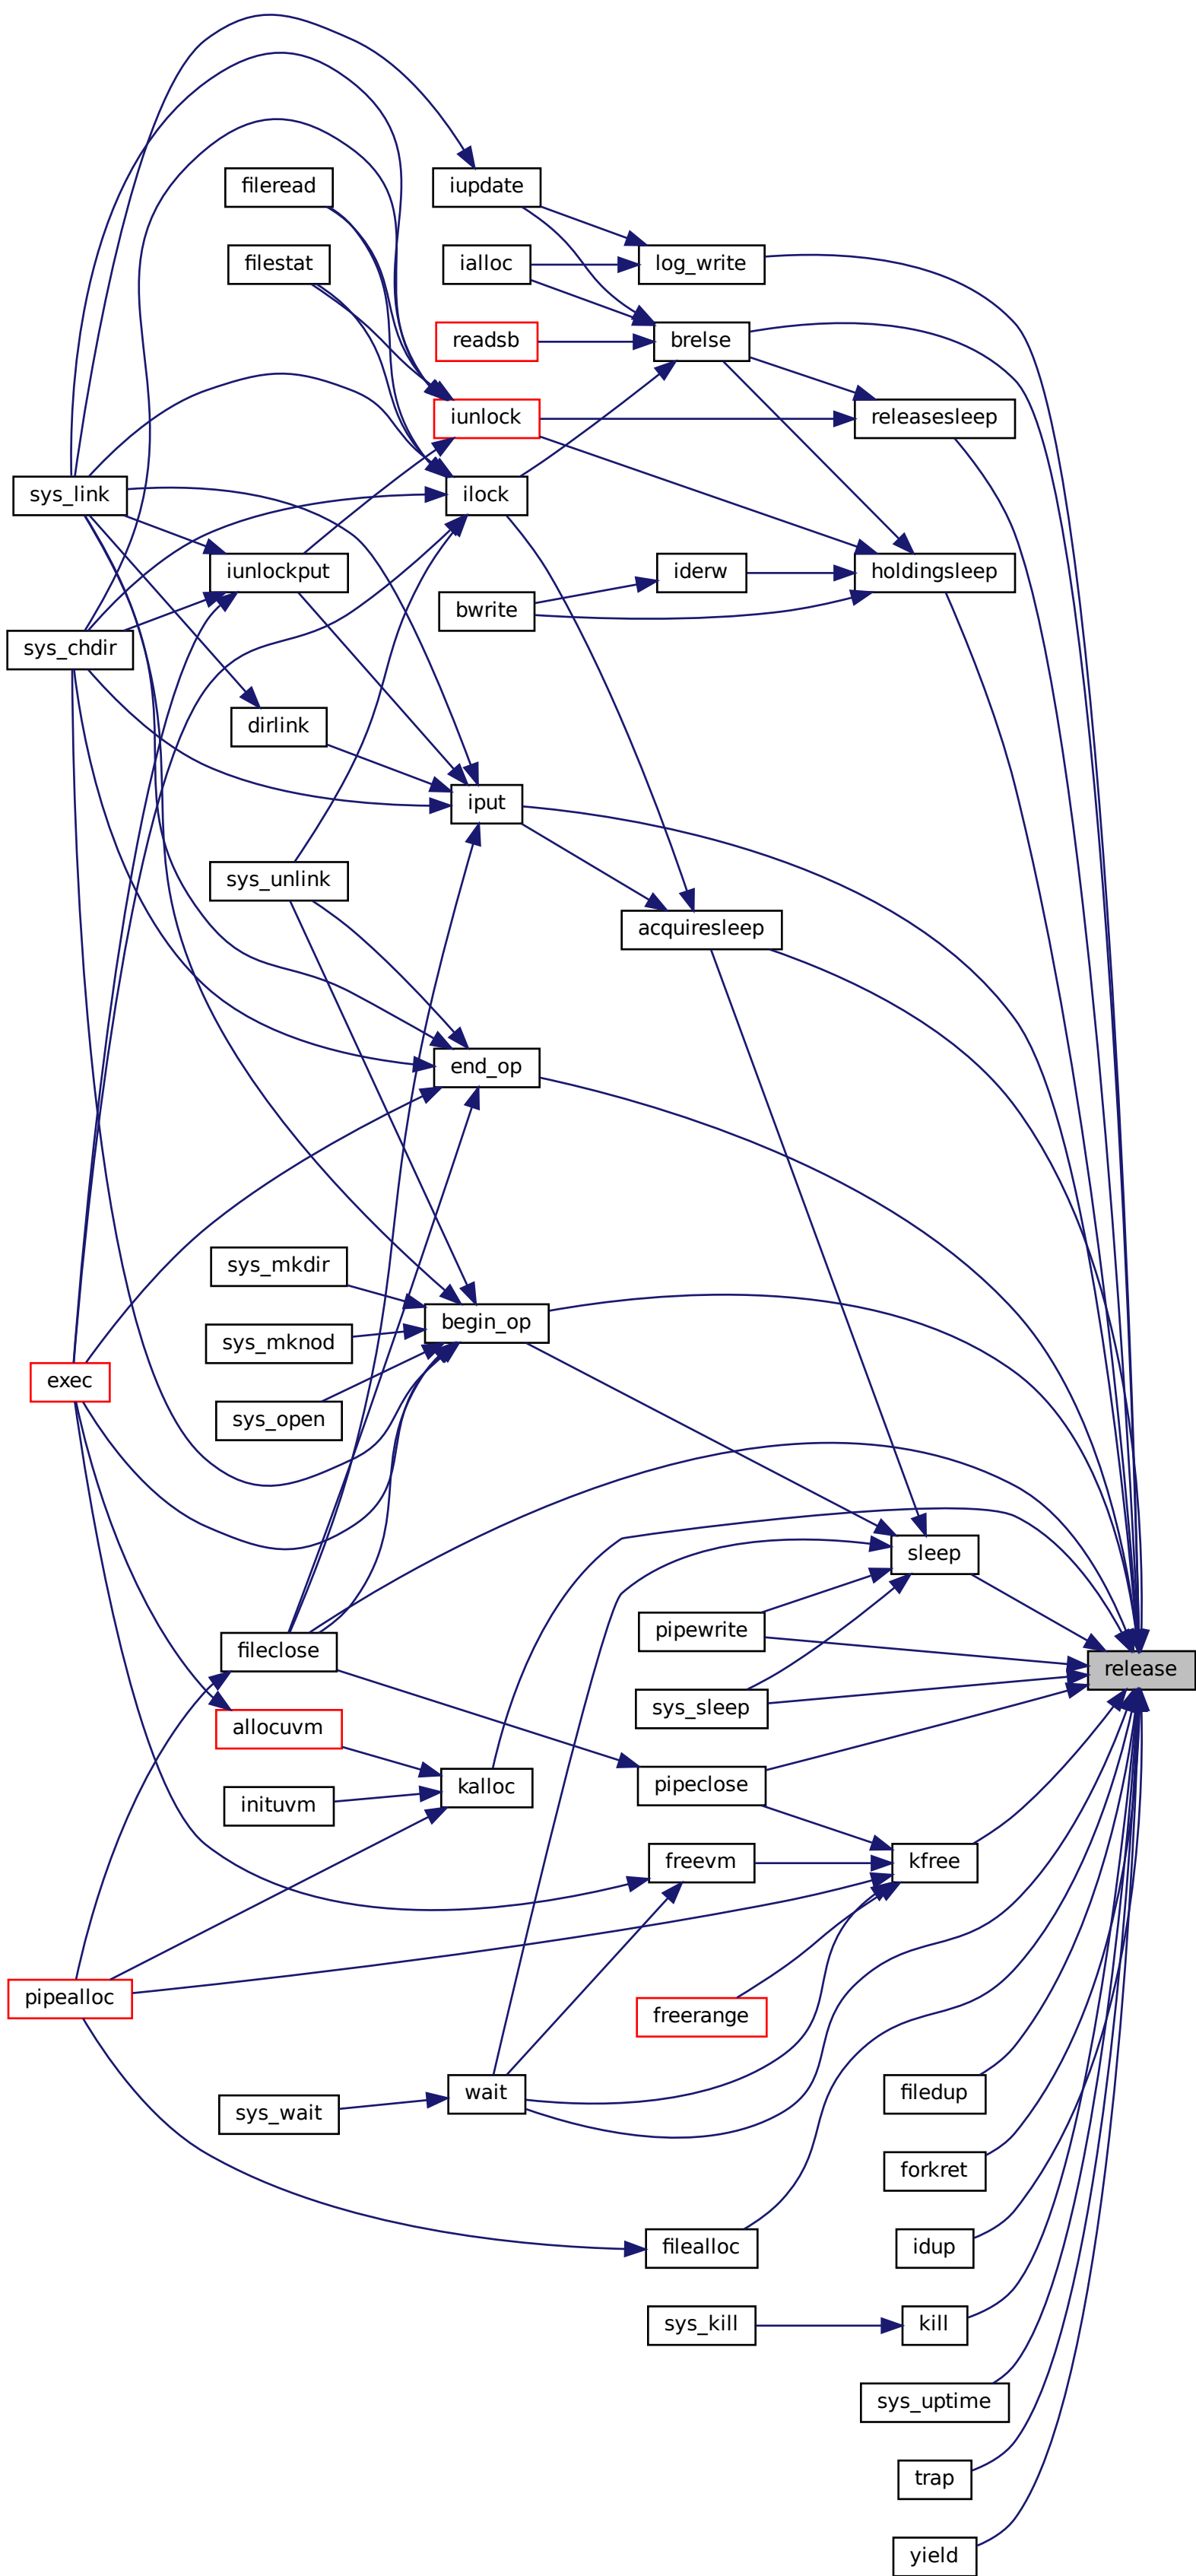 fileread
iupdate
filestat
ialloc
log_write
readsb
brelse
iunlock
releasesleep
sys_link
ilock
iunlockput
iderw
holdingsleep
bwrite
sys_chdir
dirlink
iput
sys_unlink
acquiresleep
end_op
sys_mkdir
begin_op
sys_mknod
exec
sys_open
sleep
fileclose
pipewrite
release
allocuvm
sys_sleep
kalloc
pipeclose
inituvm
freevm
kfree
pipealloc
freerange
wait
filedup
sys_wait
forkret
filealloc
idup
sys_kill
kill
sys_uptime
trap
yield